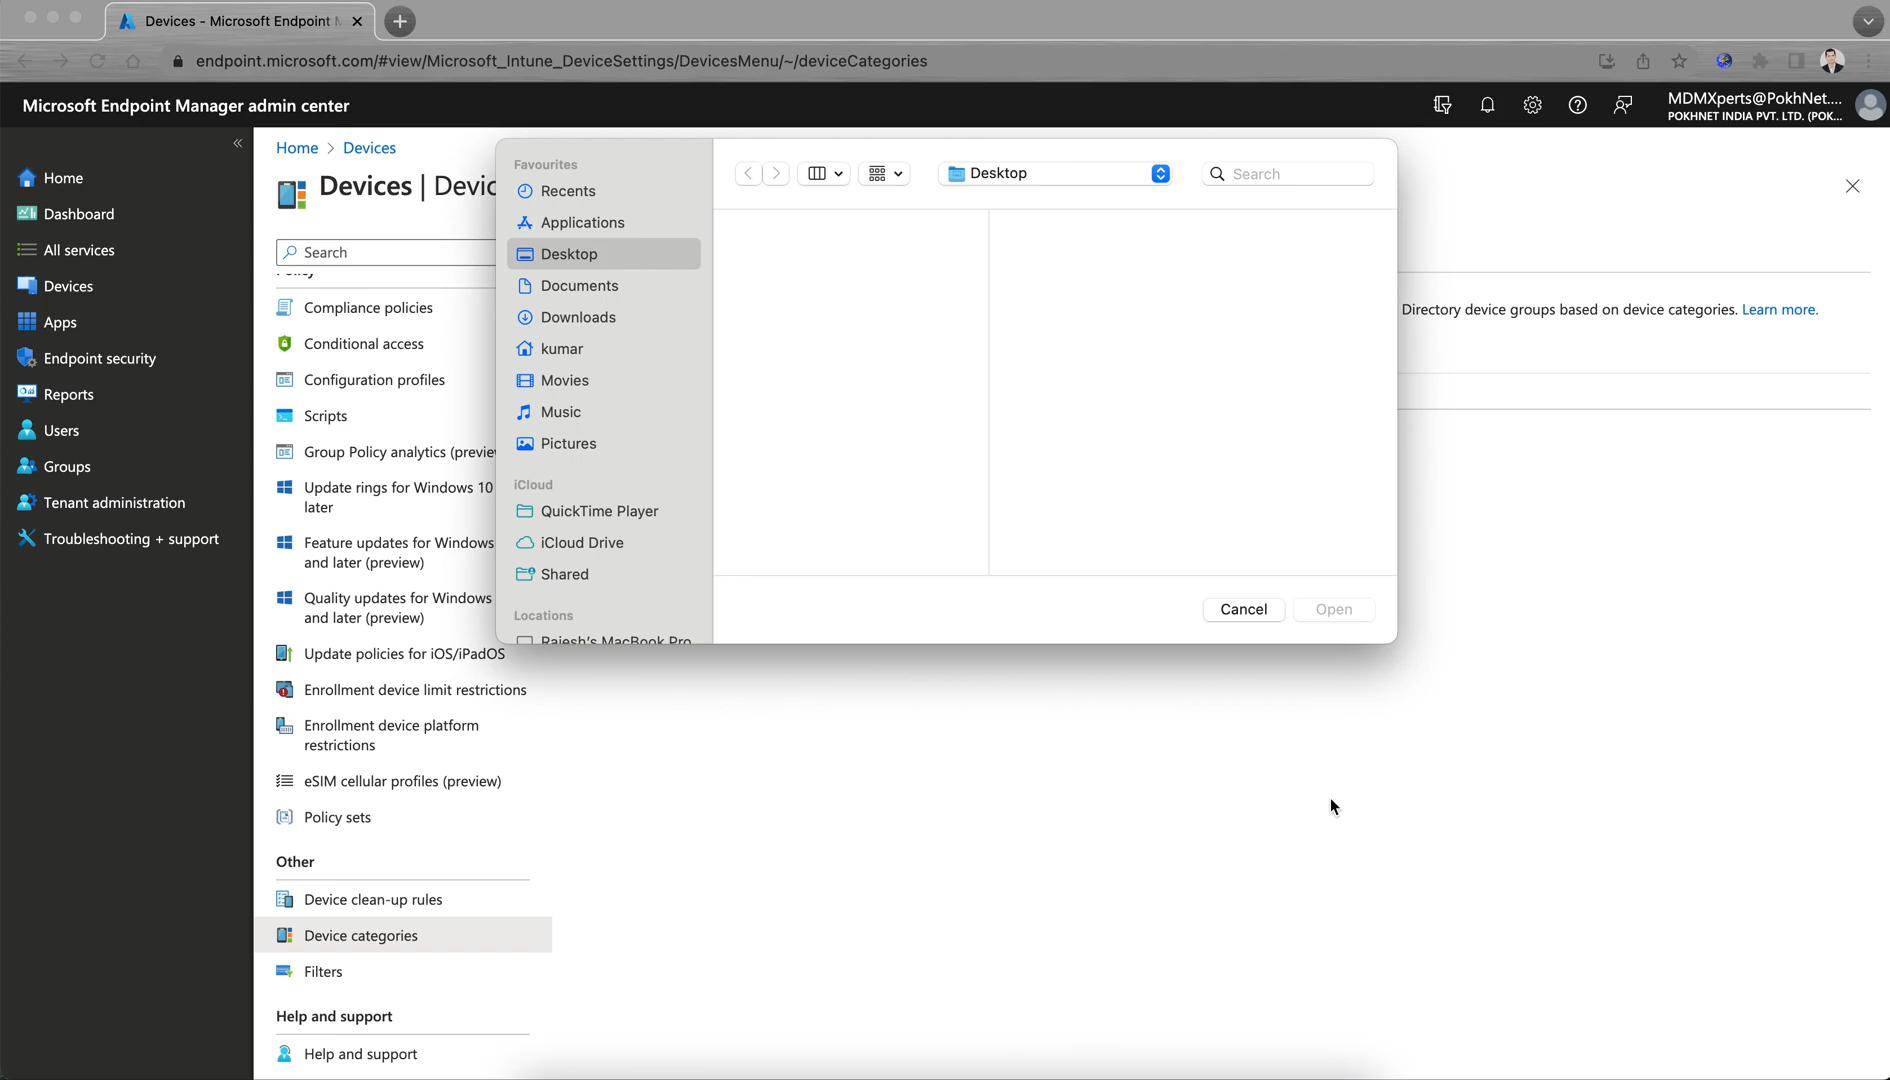 Devices - Microsoft Endpoint M
endpoint.microsoft.com/#view/Microsoft_Intune_DeviceSettings/DevicesMenu/~/deviceCategories
Microsoft Endpoint Manager admin center
MDMXperts@PokhNet....
POKHNET INDIA PVT. LTD. (POK...
Home
Dashboard
All services
Devices
Apps
Endpoint security
Reports
Users
Groups
Tenant administration
Troubleshooting + support
Home > Devices
Devices | Devic
Search
Policy
Compliance policies
Conditional access
Configuration profiles
Scripts
Group Policy analytics (previe
Update rings for Windows 10
later
Feature updates for Windows
and later (preview)
Quality updates for Windows
and later (preview)
Update policies for iOS/iPadOS
Enrollment device limit restrictions
Enrollment device platform
restrictions
eSIM cellular profiles (preview)
Policy sets
Other
Device clean-up rules
Device categories
Filters
Help and support
Help and support
Favourites
Recents
Applications
Desktop
Documents
Downloads
kumar
Movies
Music
Pictures
iCloud
QuickTime Player
iCloud Drive
Shared
Locations
Rajesh's MacBook Pro
Desktop
Search
Cancel
Open
Directory device groups based on device categories. Learn more.